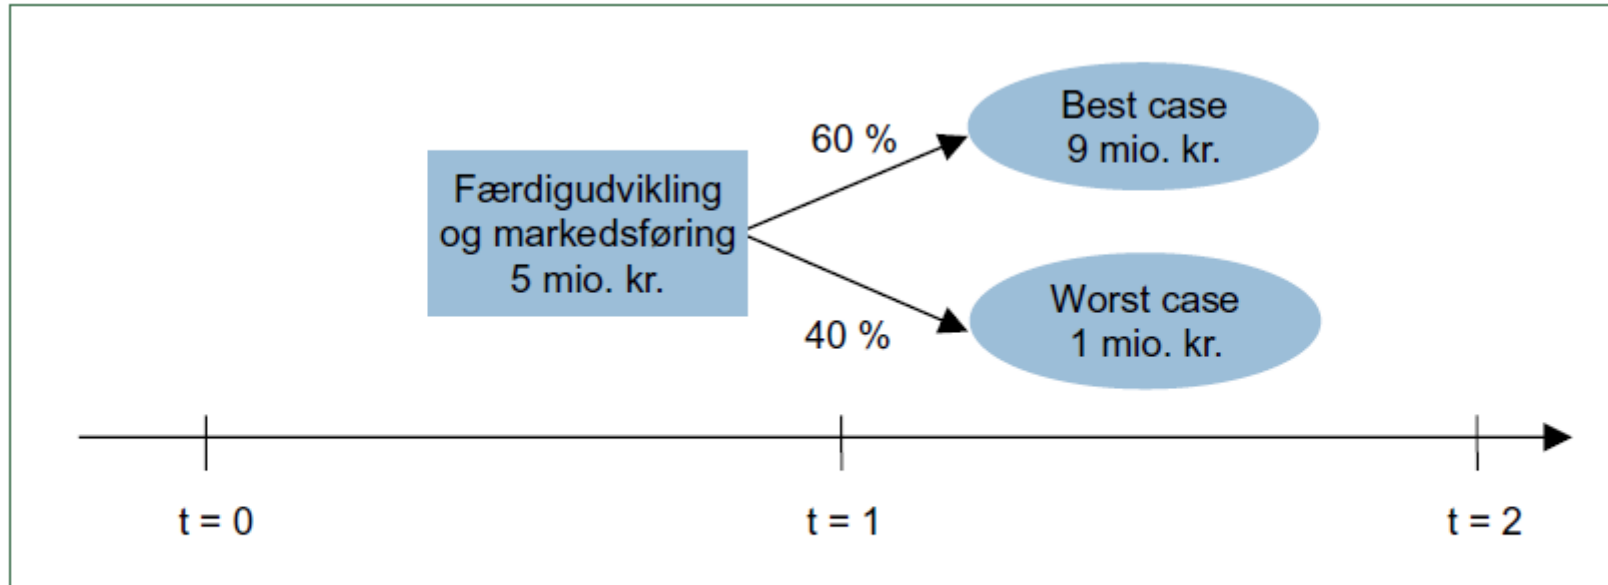 Færdigudvikling
og markedsføring
5 mio. kr.
60 %
40 %
Best case
9 mio. kr.
Worst case
1 mio. kr.
t = 0
t = 1
t = 2